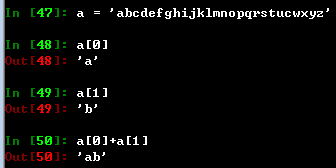 In [47]: a = 'abcdefghijklmnopqrstucwxyz'
In [48]: a[0]
Out[48]: 'a'
In [49]: a[1]
Out[49]: 'b'
In [50]: a[0]+a[1]
Out[50]: 'ab'